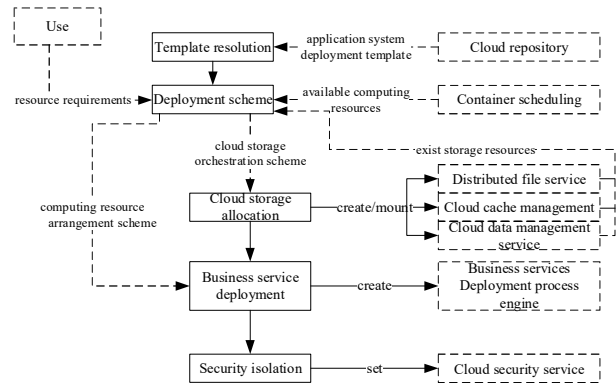 Use
Template resolution
application system
deployment template
Cloud repository
resource requirements
Deployment scheme
available computing
resources
Container scheduling
cloud storage
orchestration scheme
exist storage resources
Distributed file service
computing resource
arrangement scheme
Cloud storage
allocation
create/mount
Cloud cache management
Cloud data management
service
Business service
deployment
create
Business services
Deployment process
engine
Security isolation
set
Cloud security service